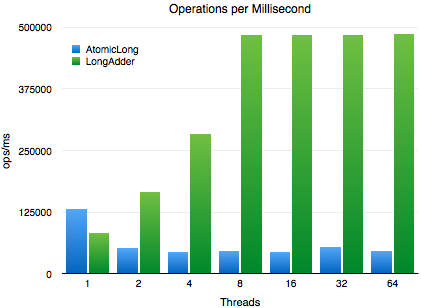 Operations per Millisecond
500000
AtomicLong
LongAdder
375000
ops/ms
250000
125000
0
1 2 4 8 16 32 64
Threads